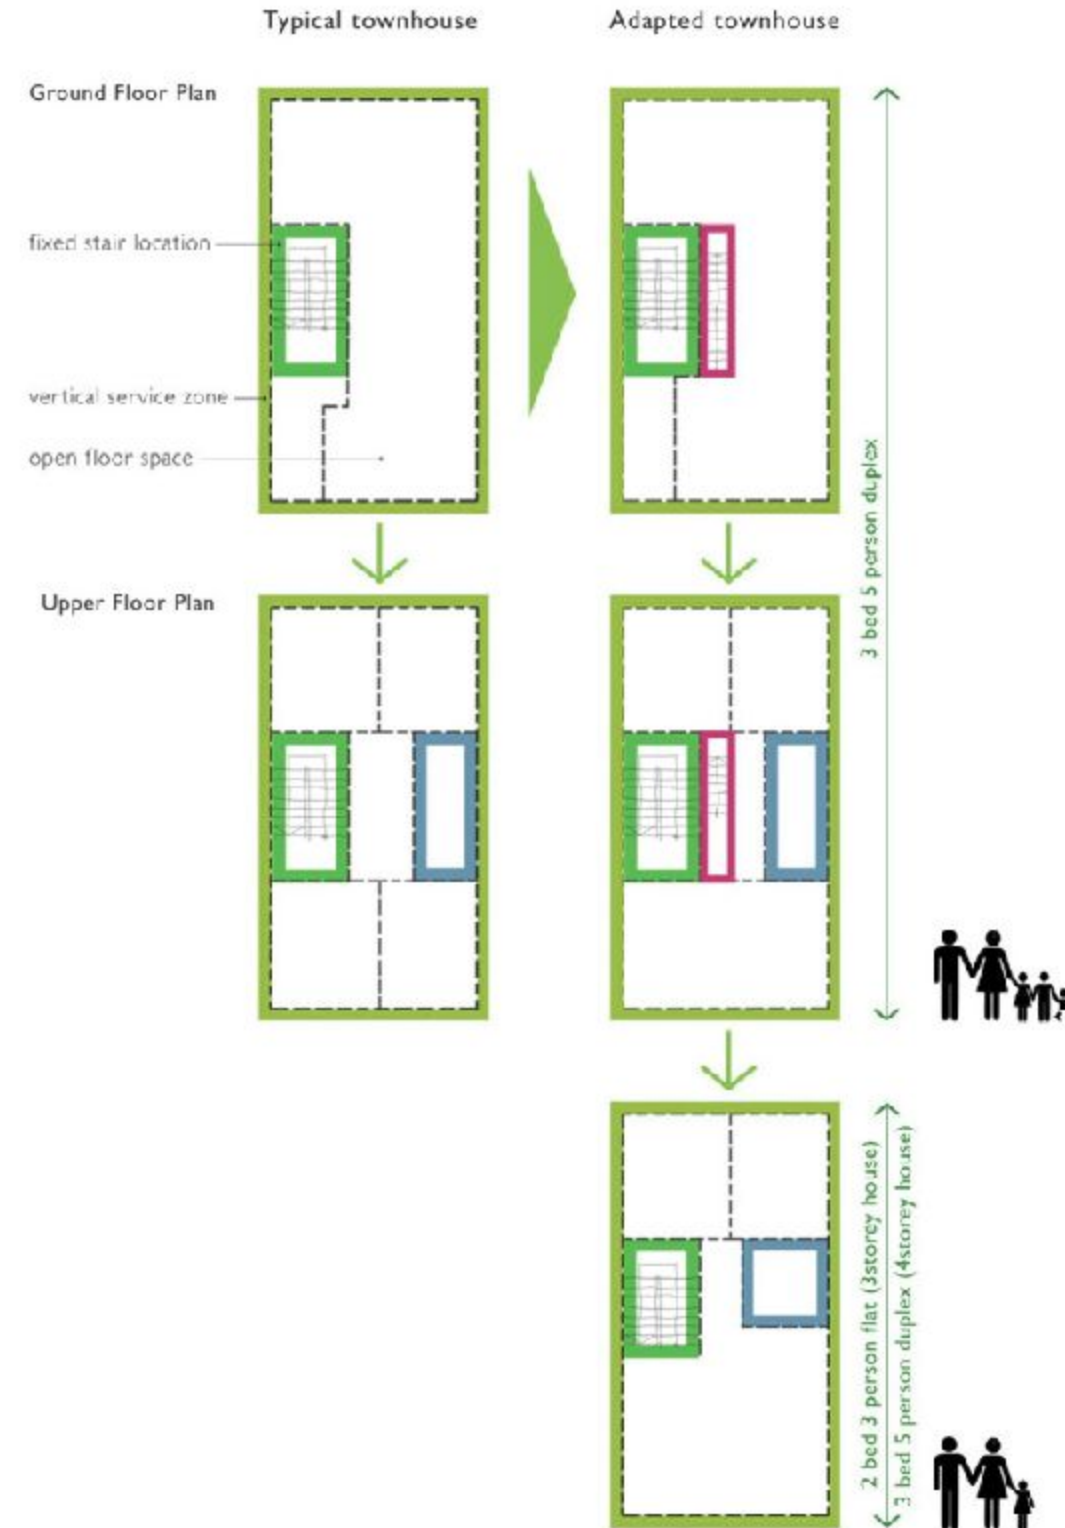 Typical townhouse
Adapted townhouse
Ground Floor Plan
fixed stair location
vertical service zone
open floor space
3 bed 5 person duplex
Upper Floor Plan
2 bed 3 person flat (3storey house)
3 bed 5 person duplex (4storey house)